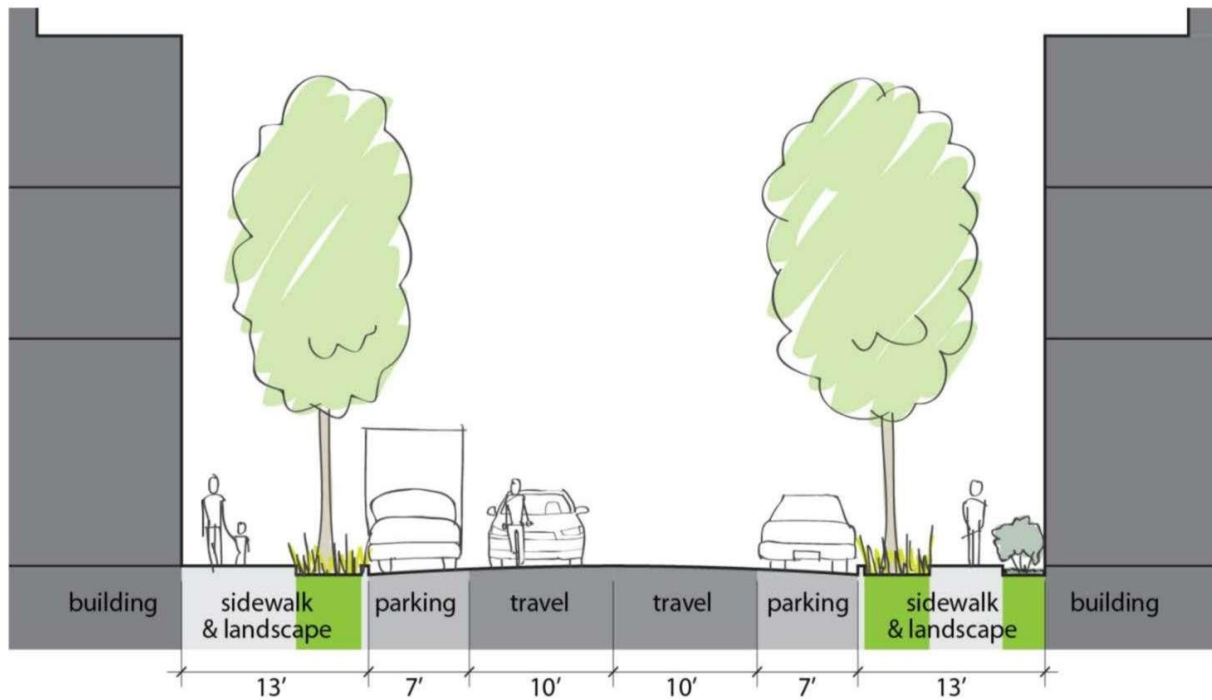 building
sidewalk
& landscape
parking
travel
travel
parking
sidewalk
& landscape
building
13′
7′
10′
10′
7′
13′